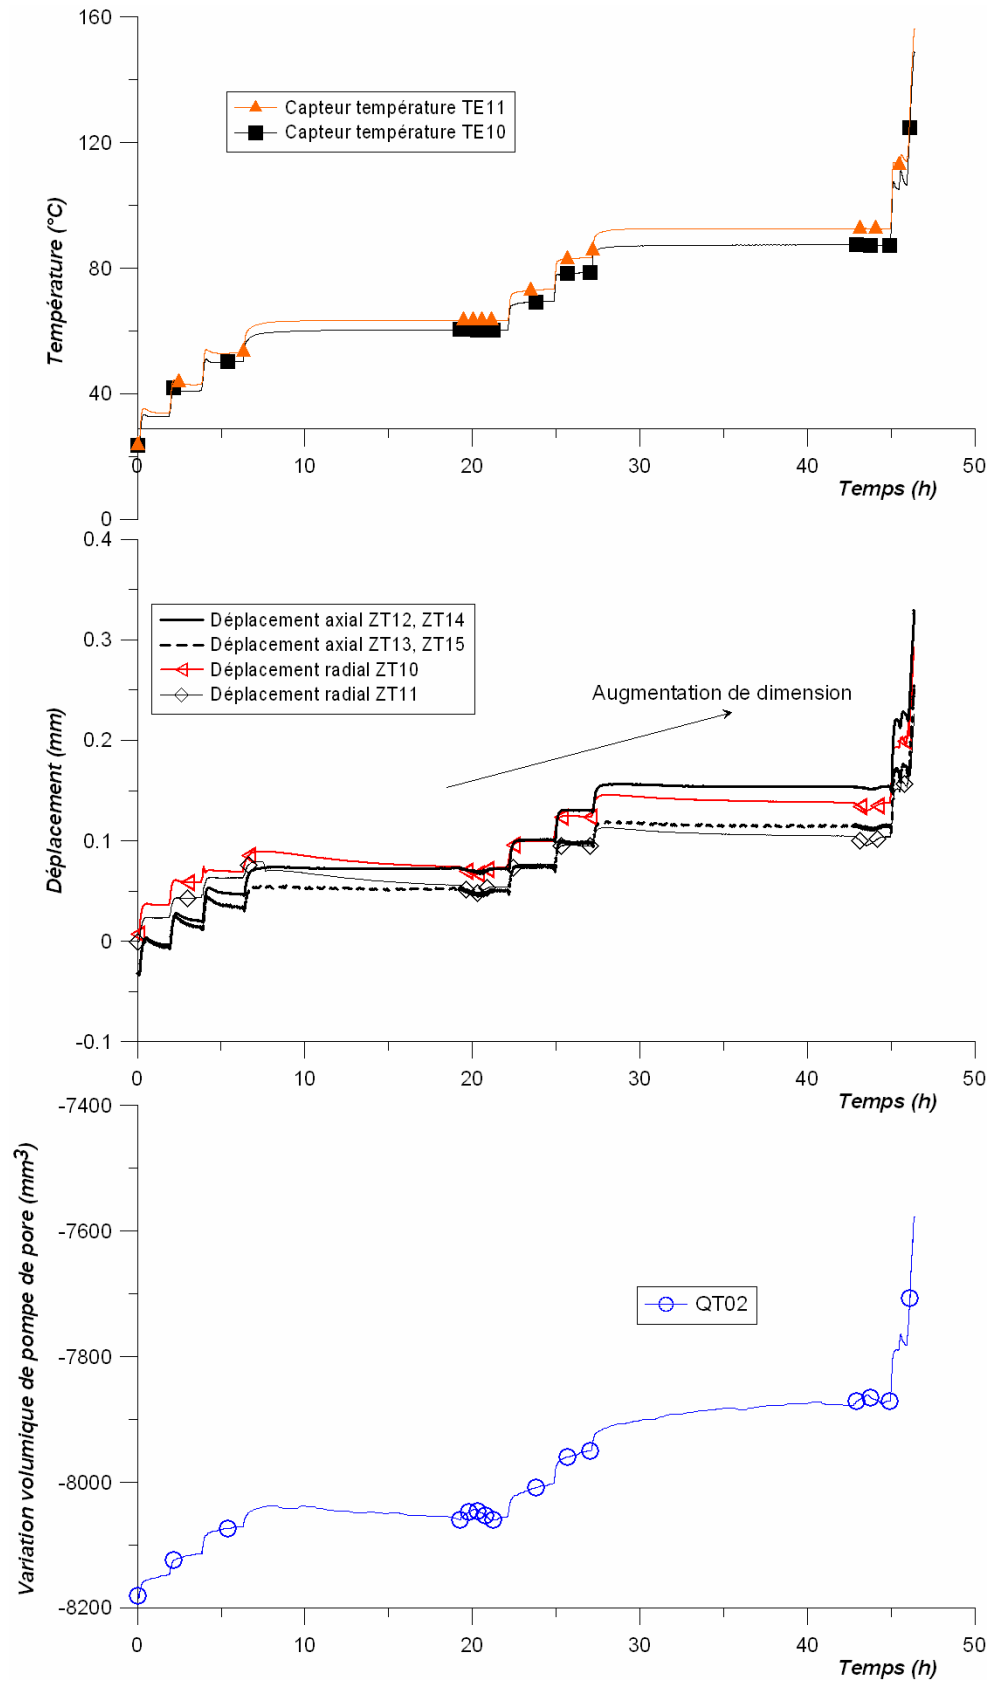 160
120
80
40
0
Température (°C)
Capteur température TE11
Capteur température TE10
0
10
20
30
40
50
Temps (h)
0.4
0.3
0.2
0.1
0
-0.1
Déplacement (mm)
Déplacement axial ZT12, ZT14
Déplacement axial ZT13, ZT15
Déplacement radial ZT10
Déplacement radial ZT11
Augmentation de dimension
0
10
20
30
40
50
Temps (h)
-7400
-7600
-7800
-8000
-8200
Variation volumique de pompe de pore (mm³)
QT02
0
10
20
30
40
50
Temps (h)